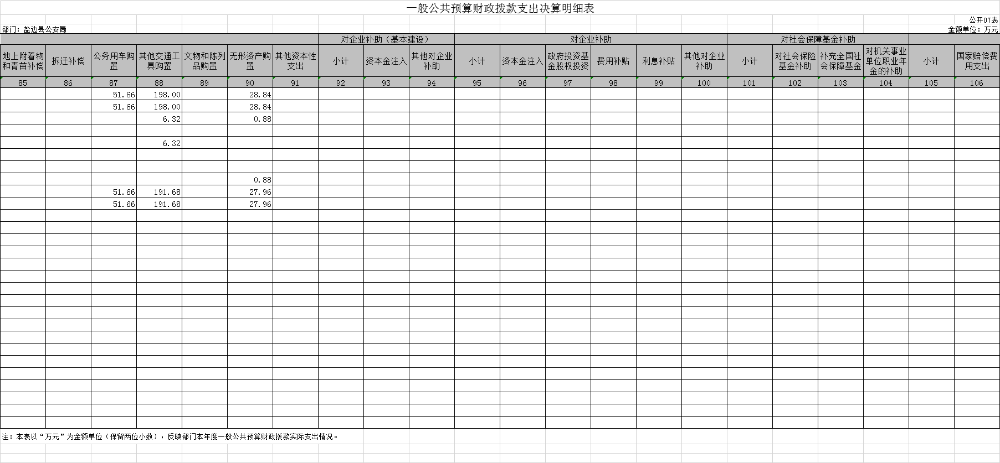 一般公共预算财政拨款支出决算明细表
公开07表
部门：盐边县公安局 金额单位：万元
对企业补助（基本建设） 对企业补助 对社会保障基金补助
地上附着物和青苗补偿 拆迁补偿 公务用车购置 其他交通工具购置 文物和陈列品购置 无形资产购置 其他资本性支出 小计 资本金注入 其他对企业补助 小计 资本金注入 政府投资基金股权投资 费用补贴 利息补贴 其他对企业补助 小计 对社会保险基金补助 补充全国社会保障基金 对机关事业单位职业年金的补助 小计 国家赔偿费用支出
85 86 87 88 89 90 91 92 93 94 95 96 97 98 99 100 101 102 103 104 105 106
51.66 198.00 28.84
51.66 198.00 28.84
6.32 0.88
6.32
0.88
51.66 191.68 27.96
51.66 191.68 27.96
注：本表以“万元”为金额单位（保留两位小数），反映部门本年度一般公共预算财政拨款实际支出情况。